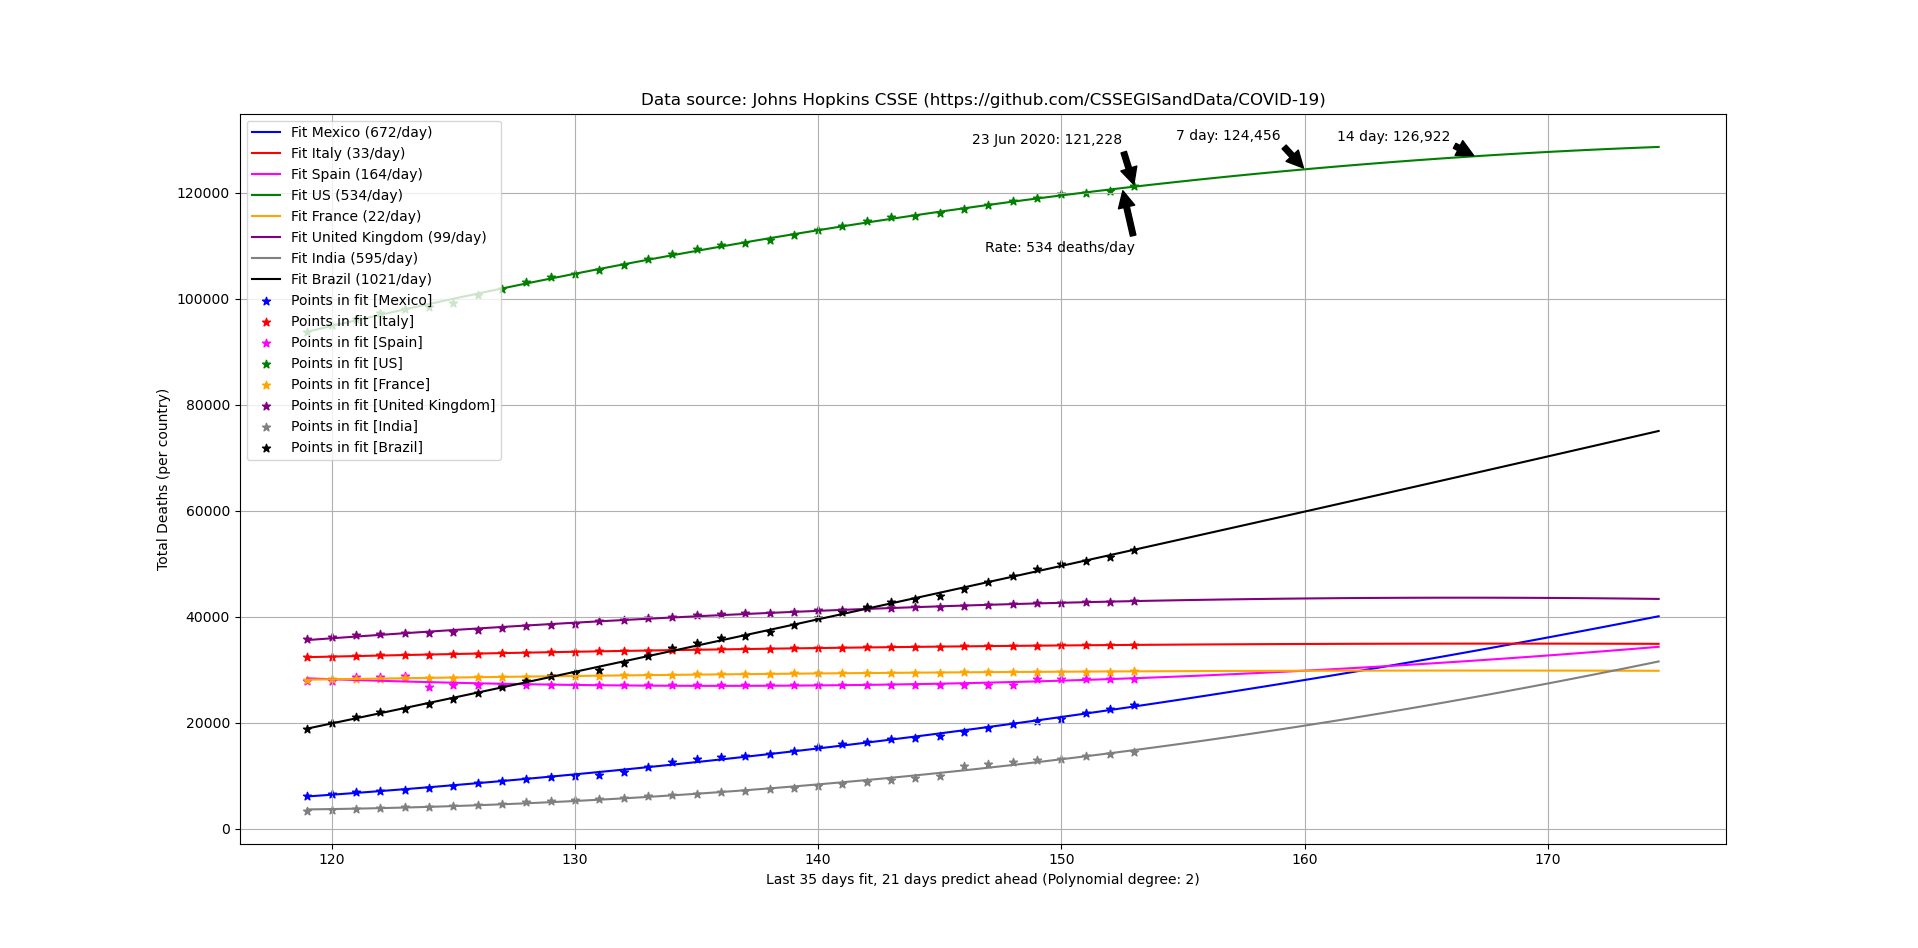 Data source: Johns Hopkins CSSE (https://github.com/CSSEGISandData/COVID-19)
Fit Mexico (672/day)
Fit Italy (33/day)
Fit Spain (164/day)
Fit US (534/day)
Fit France (22/day)
Fit United Kingdom (99/day)
Fit India (595/day)
Fit Brazil (1021/day)
Points in fit [Mexico]
Points in fit [Italy]
Points in fit [Spain]
Points in fit [US]
Points in fit [France]
Points in fit [United Kingdom]
Points in fit [India]
Points in fit [Brazil]
23 Jun 2020: 121,228
7 day: 124,456
14 day: 126,922
Rate: 534 deaths/day
Total Deaths (per country)
120000
100000
80000
60000
40000
20000
0
120 130 140 150 160 170
Last 35 days fit, 21 days predict ahead (Polynomial degree: 2)